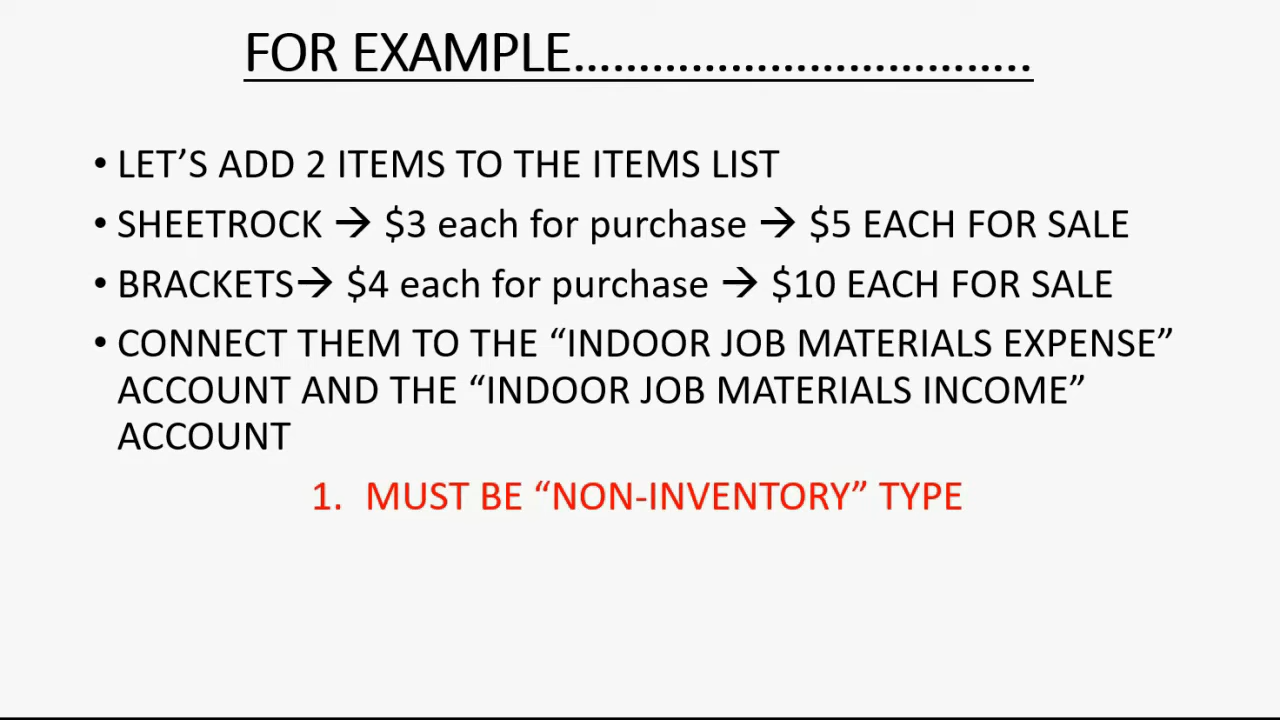 FOR EXAMPLE...................................
• LET’S ADD 2 ITEMS TO THE ITEMS LIST
• SHEETROCK → $3 each for purchase → $5 EACH FOR SALE
• BRACKETS→ $4 each for purchase → $10 EACH FOR SALE
• CONNECT THEM TO THE “INDOOR JOB MATERIALS EXPENSE”
ACCOUNT AND THE “INDOOR JOB MATERIALS INCOME”
ACCOUNT
1. MUST BE “NON-INVENTORY” TYPE